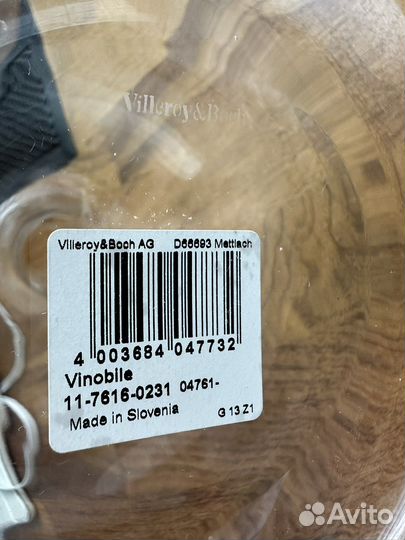 Villeroy&Boch
Villeroy&Boch AG D66693 Mettlach
4 003684 047732
Vinobile
11-7616-0231 04761-
Made in Slovenia G 13 Z1
Avito